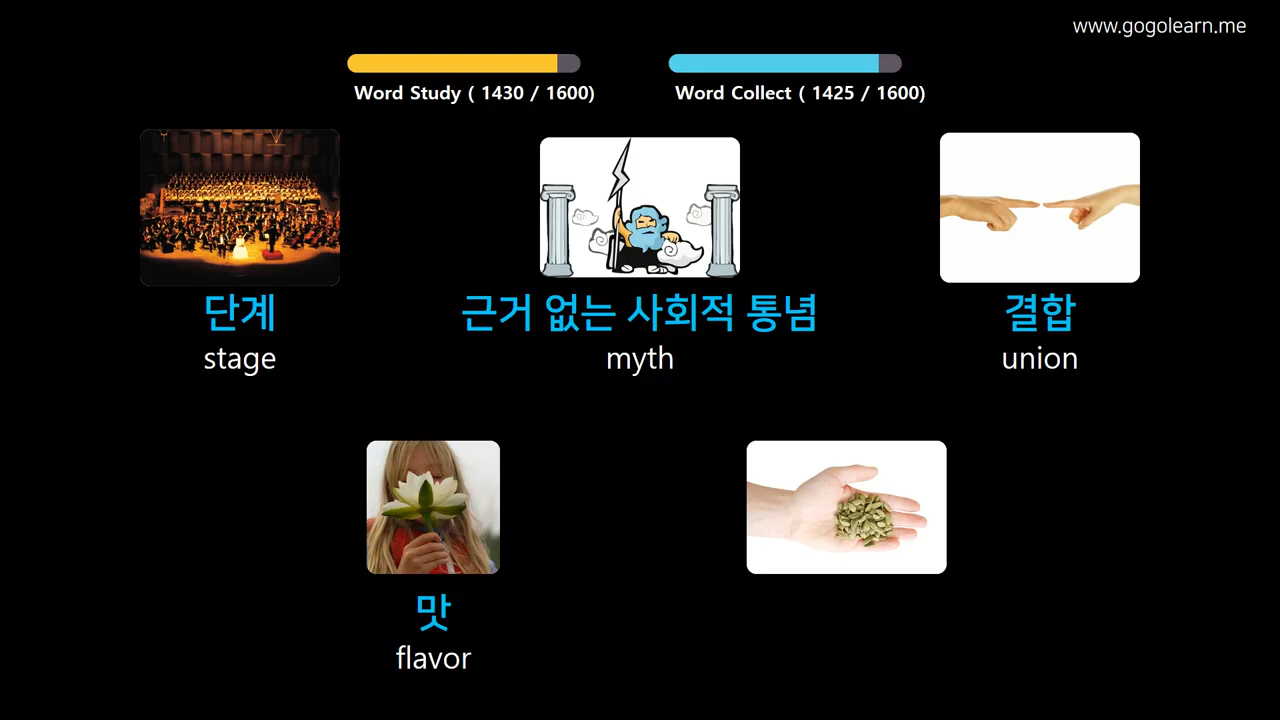 www.gogolearn.me
Word Study ( 1430 / 1600)
Word Collect ( 1425 / 1600)
단계
stage
근거 없는 사회적 통념
myth
결합
union
맛
flavor